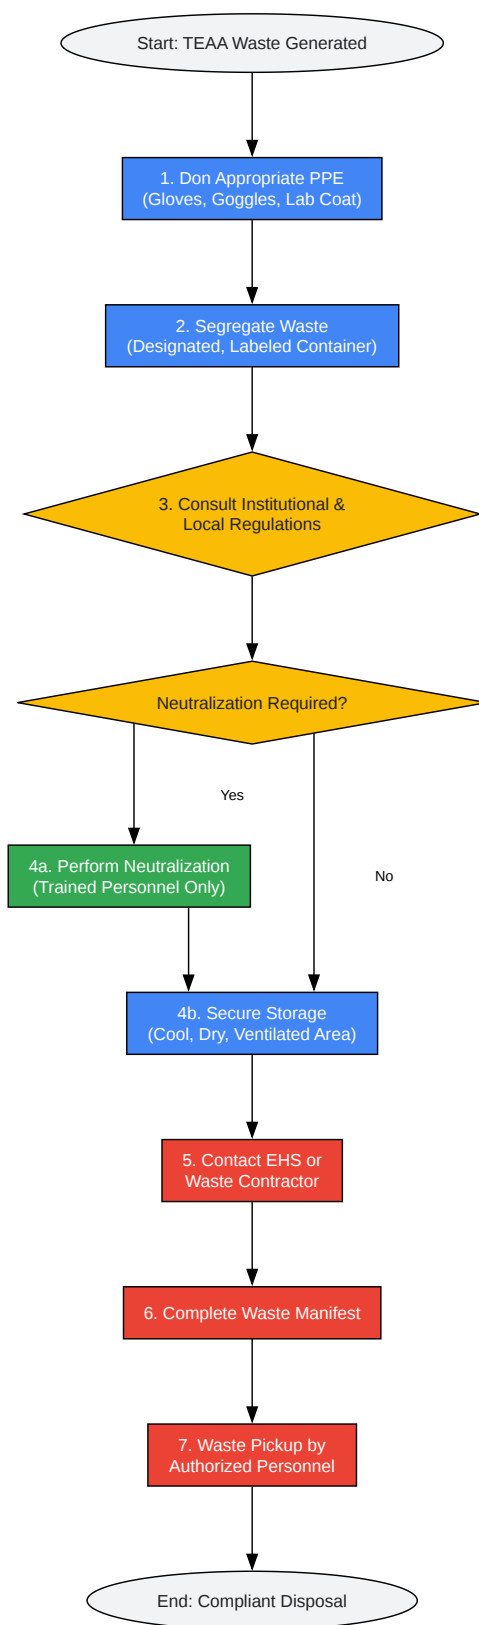 Start: TEAA Waste Generated
1. Don Appropriate PPE
(Gloves, Goggles, Lab Coat)
2. Segregate Waste
(Designated, Labeled Container)
3. Consult Institutional &
Local Regulations
Neutralization Required?
Yes
4a. Perform Neutralization
(Trained Personnel Only)
No
4b. Secure Storage
(Cool, Dry, Ventilated Area)
5. Contact EHS or
Waste Contractor
6. Complete Waste Manifest
7. Waste Pickup by
Authorized Personnel
End: Compliant Disposal